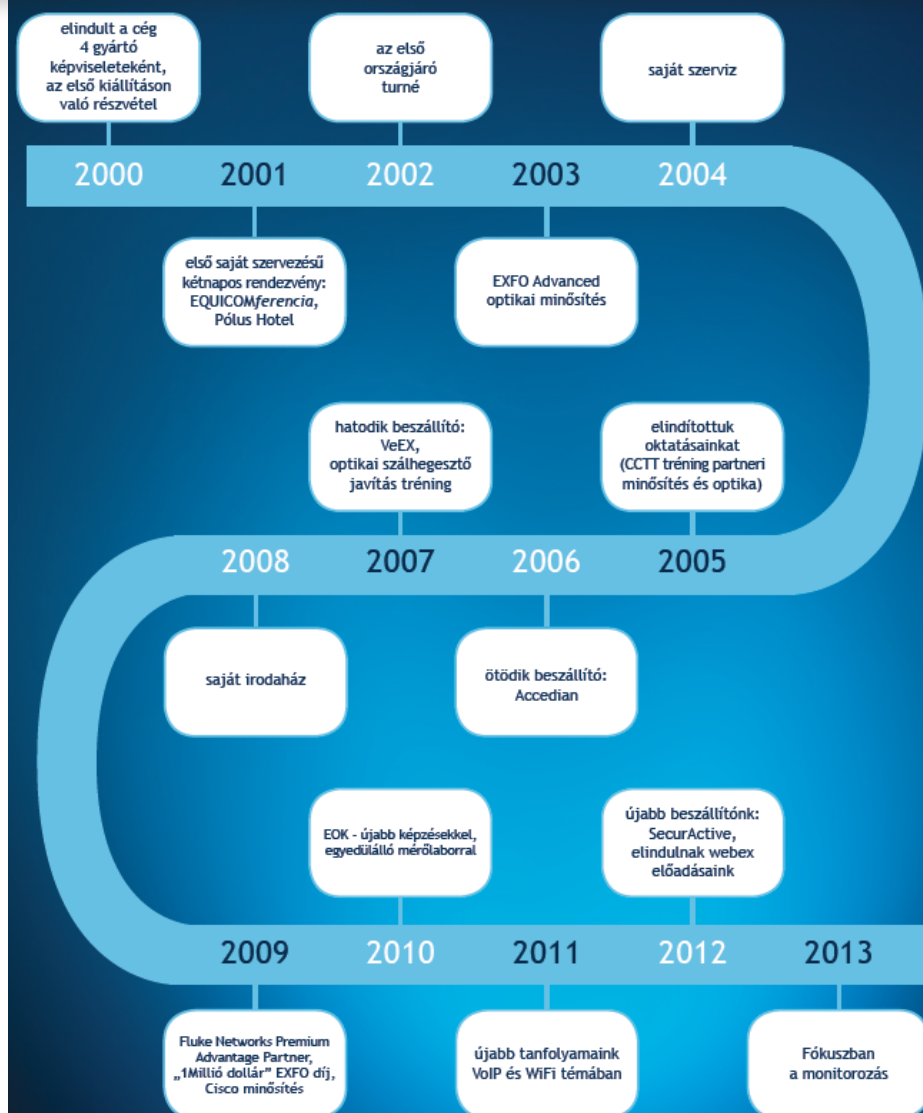 elindult a cég
4 gyártó
képviseleteként,
az első kiállításon
való részvétel
az első
országjáró
turné
saját szerviz
2000
2001
2002
2003
2004
első saját szervezésű
kétnapos rendezvény:
EQUICOMferencia,
Pólus Hotel
EXFO Advanced
optikai minősítés
hatodik beszállító:
VeEX,
optikai szálhegesztő
javítás tréning
elindítottuk
oktatásainkat
(CCTT tréning partneri
minősítés és optika)
2008
2007
2006
2005
saját irodaház
ötödik beszállító:
Accedian
EOK - újabb képzésekkel,
egyedülálló mérőlaborral
újabb beszállítónk:
SecurActive,
elindulnak webex
előadásaink
2009
2010
2011
2012
2013
Fluke Networks Premium
Advantage Partner,
„1Millió dollár” EXFO díj,
Cisco minősítés
újabb tanfolyamaink
VoIP és WiFi témában
Fókuszban
a monitorozás